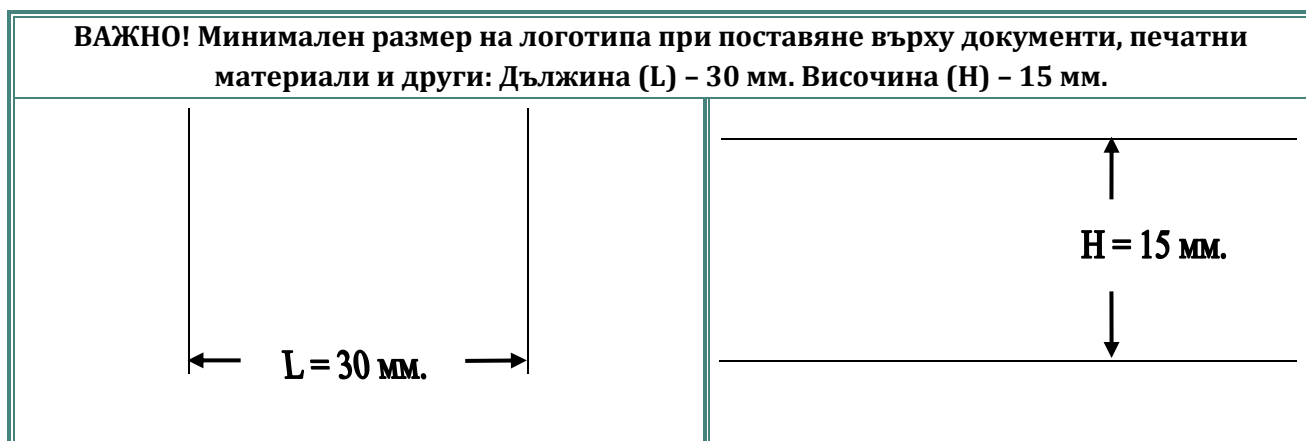 ВАЖНО! Минимален размер на логотипа при поставяне върху документи, печатни
материали и други: Дължина (L) – 30 мм. Височина (H) – 15 мм.
L = 30 мм.
H = 15 мм.